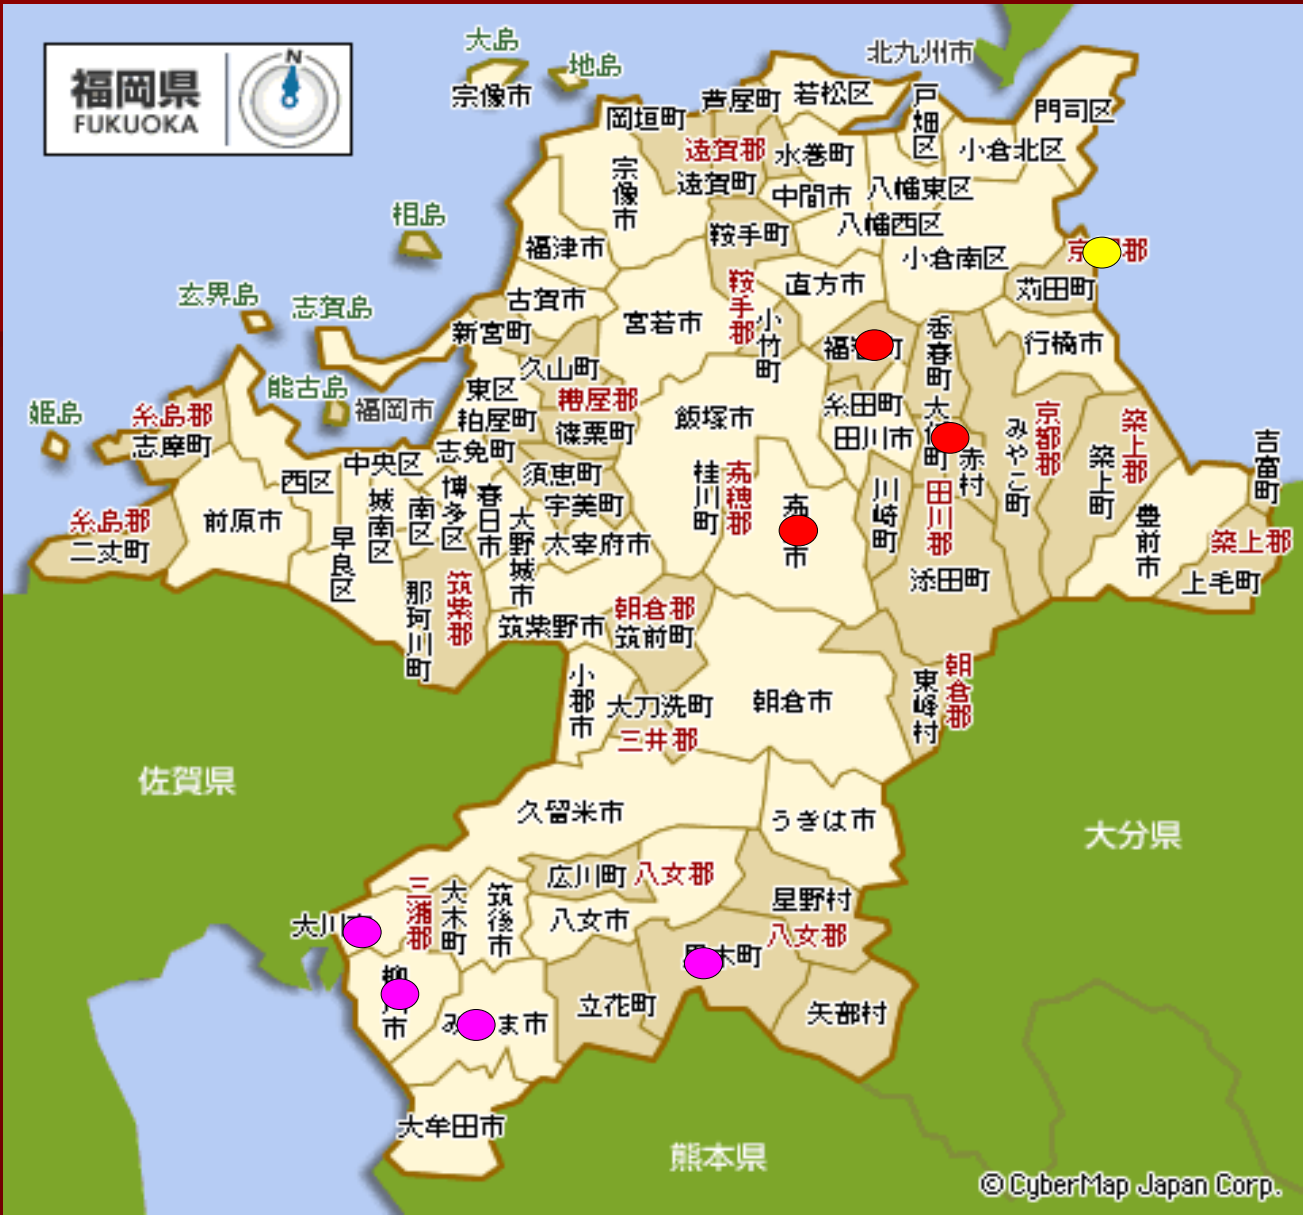 福岡県
FUKUOKA
N
大島
宗像市
地島
北九州市
岡垣町
芦屋町
若松区
戸畑区
門司区
遠賀郡
水巻町
小倉北区
宗像市
遠賀町
中間市
八幡東区
相島
福津市
鞍手町
八幡西区
小倉南区
郡
玄界島
志賀島
古賀市
鞍手郡
直方市
苅田町
新宮町
宮若市
小竹町
香春町
行橋市
久山町
能古島
福岡市
東区
糟屋郡
飯塚市
糸田町
姫島
糸島郡
志摩町
粕屋町
篠栗町
田川市
京都郡
築上郡
志免町
中央区
須恵町
桂川町
嘉穂郡
赤村
みやこ町
築上町
吉富町
西区
城南区
南区
博多区
春日市
宇美町
川崎町
田川郡
糸島郡
二丈町
前原市
早良区
大野城市
太宰府市
市
豊前市
築上郡
上毛町
那珂川町
筑紫郡
筑紫野市
朝倉郡
筑前町
添田町
小郡市
大刀洗町
三井郡
朝倉市
東峰村
朝倉郡
佐賀県
久留米市
うきは市
大分県
三潴郡
大木町
筑後市
広川町
八女郡
星野村
大川
八女市
八女郡
木町
市
ま市
立花町
矢部村
大牟田市
熊本県
© CyberMap Japan Corp.